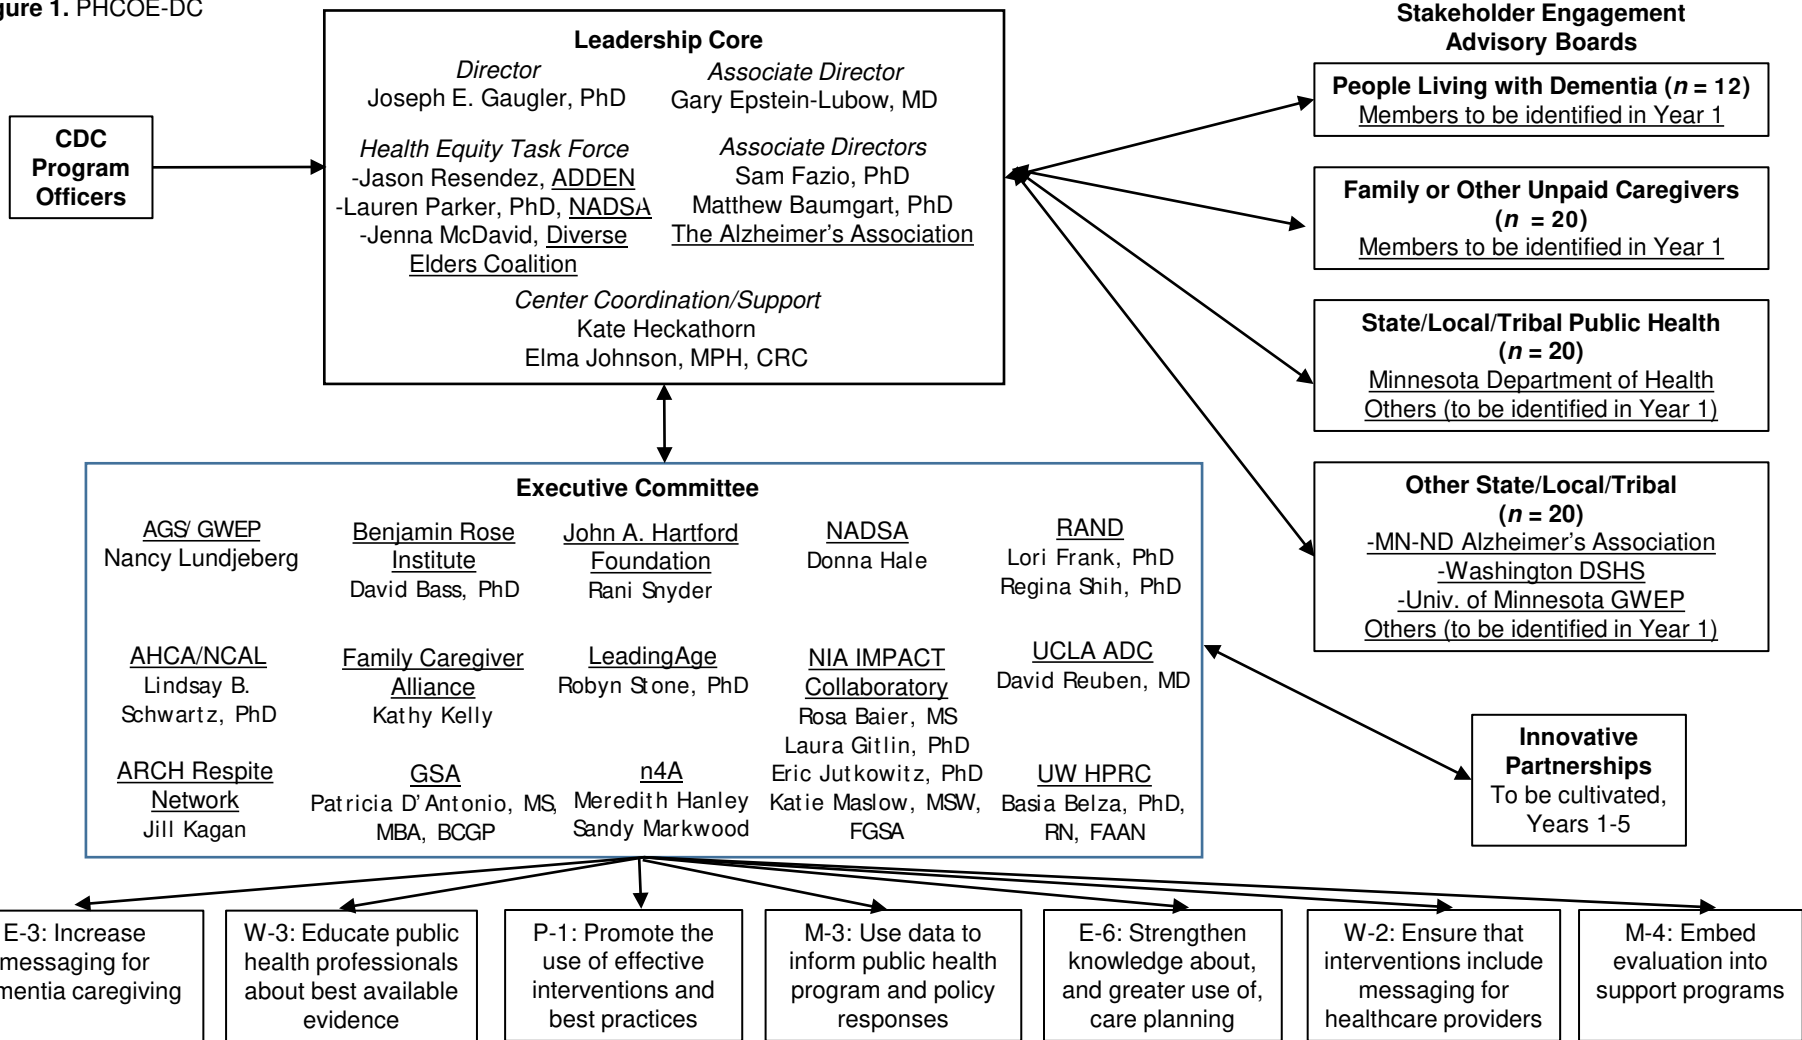 gure 1. PHCOE-DC
CDC
Program
Officers
Leadership Core
Director
Joseph E. Gaugler, PhD
Associate Director
Gary Epstein-Lubow, MD
Health Equity Task Force
-Jason Resendez, ADDEN
-Lauren Parker, PhD, NADSA
-Jenna McDavid, Diverse
Elders Coalition
Associate Directors
Sam Fazio, PhD
Matthew Baumgart, PhD
The Alzheimer’s Association
Center Coordination/Support
Kate Heckathorn
Elma Johnson, MPH, CRC
Stakeholder Engagement
Advisory Boards
People Living with Dementia (n = 12)
Members to be identified in Year 1
Family or Other Unpaid Caregivers
(n = 20)
Members to be identified in Year 1
State/Local/Tribal Public Health
(n = 20)
Minnesota Department of Health
Others (to be identified in Year 1)
Other State/Local/Tribal
(n = 20)
-MN-ND Alzheimer’s Association
-Washington DSHS
-Univ. of Minnesota GWEP
Others (to be identified in Year 1)
Executive Committee
AGS/ GWEP
Nancy Lundjeberg
Benjamin Rose
Institute
David Bass, PhD
John A. Hartford
Foundation
Rani Snyder
NADSA
Donna Hale
RAND
Lori Frank, PhD
Regina Shih, PhD
AHCA/NCAL
Lindsay B.
Schwartz, PhD
Family Caregiver
Alliance
Kathy Kelly
LeadingAge
Robyn Stone, PhD
NIA IMPACT
Collaboratory
Rosa Baier, MS
Laura Gitlin, PhD
Eric Jutkowitz, PhD
Katie Maslow, MSW,
FGSA
UCLA ADC
David Reuben, MD
ARCH Respite
Network
Jill Kagan
GSA
Patricia D’Antonio, MS,
MBA, BCGP
n4A
Meredith Hanley
Sandy Markwood
UW HPRC
Basia Belza, PhD,
RN, FAAN
Innovative
Partnerships
To be cultivated,
Years 1-5
E-3: Increase
messaging for
mentia caregiving
W-3: Educate public
health professionals
about best available
evidence
P-1: Promote the
use of effective
interventions and
best practices
M-3: Use data to
inform public health
program and policy
responses
E-6: Strengthen
knowledge about,
and greater use of,
care planning
W-2: Ensure that
interventions include
messaging for
healthcare providers
M-4: Embed
evaluation into
support programs